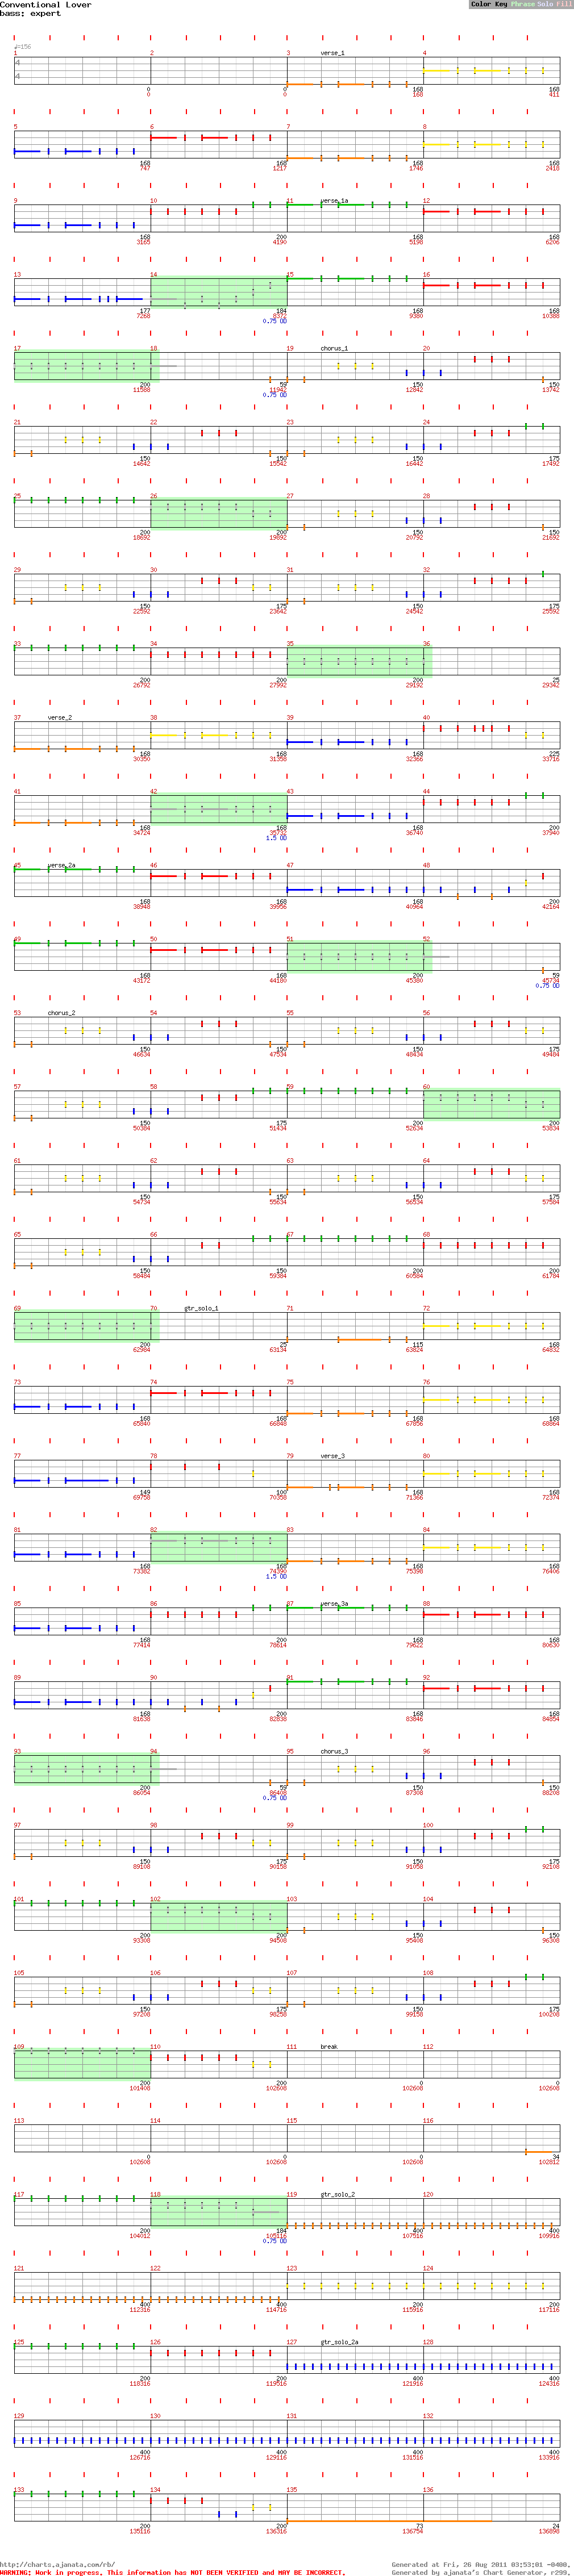 Conventional Lover
Color Key Phrase Solo Fill
bass: expert
♩=156
1 2 3 verse_1 4
4
4
0 0 168 168
0 0 168 411
5 6 7 8
168 168 168 168
747 1217 1746 2418
9 10 11 verse_1a 12
168 200 168 168
3165 4190 5198 6206
13 14 15 16
177 184 168 168
7268 8372 9380 10388
0.75 OD
17 18 19 chorus_1 20
200 59 150 150
11588 11942 12842 13742
0.75 OD
21 22 23 24
150 150 150 175
14642 15542 16442 17492
25 26 27 28
200 200 150 150
18692 19892 20792 21692
29 30 31 32
150 175 150 175
22592 23642 24542 25592
33 34 35 36
200 200 200 25
26792 27992 29192 29342
37 verse_2 38 39 40
168 168 168 225
30350 31358 32366 33716
41 42 43 44
168 168 168 200
34724 35732 36740 37940
1.5 OD
45 verse_2a 46 47 48
168 168 168 200
38948 39956 40964 42164
49 50 51 52
168 168 200 59
43172 44180 45380 45734
0.75 OD
53 chorus_2 54 55 56
150 150 150 175
46634 47534 48434 49484
57 58 59 60
150 175 200 200
50384 51434 52634 53834
61 62 63 64
150 150 150 175
54734 55634 56534 57584
65 66 67 68
150 150 200 200
58484 59384 60584 61784
69 70 gtr_solo_1 71 72
200 25 115 168
62984 63134 63824 64832
73 74 75 76
168 168 168 168
65840 66848 67856 68864
77 78 79 verse_3 80
149 100 168 168
69758 70358 71366 72374
81 82 83 84
168 168 168 168
73382 74390 75398 76406
1.5 OD
85 86 87 verse_3a 88
168 200 168 168
77414 78614 79622 80630
89 90 91 92
168 200 168 168
81638 82838 83846 84854
93 94 95 chorus_3 96
200 59 150 150
86054 86408 87308 88208
0.75 OD
97 98 99 100
150 175 150 175
89108 90158 91058 92108
101 102 103 104
200 200 150 150
93308 94508 95408 96308
105 106 107 108
150 175 150 175
97208 98258 99158 100208
109 110 111 break 112
200 200 0 0
101408 102608 102608 102608
113 114 115 116
0 0 0 34
102608 102608 102608 102812
117 118 119 gtr_solo_2 120
200 184 400 400
104012 105116 107516 109916
0.75 OD
121 122 123 124
400 400 200 200
112316 114716 115916 117116
125 126 127 gtr_solo_2a 128
200 200 400 400
118316 119516 121916 124316
129 130 131 132
400 400 400 400
126716 129116 131516 133916
133 134 135 136
200 200 73 24
135116 136316 136754 136898
http://charts.ajanata.com/rb/
Generated at Fri, 26 Aug 2011 03:53:01 -0400.
WARNING: Work in progress. This information has NOT BEEN VERIFIED and MAY BE INCORRECT.
Generated by ajanata's Chart Generator, r299.